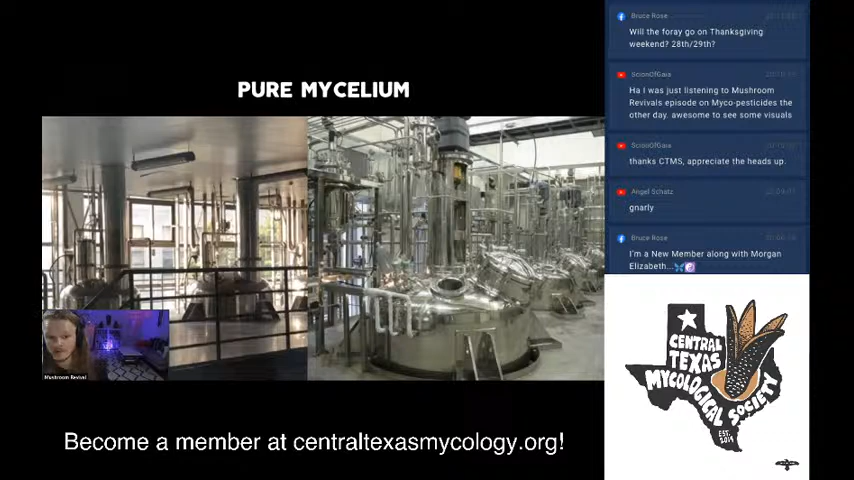 PURE MYCELIUM
Mushroom Revival
Become a member at centraltexasmycology.org!
Bruce Rose
Will the foray go on Thanksgiving
weekend? 28th/29th?
ScionOfGaia
Ha I was just listening to Mushroom
Revivals episode on Myco-pesticides the
other day. awesome to see some visuals
ScionOfGaia
thanks CTMS, appreciate the heads up.
Angel Schatz
gnarly
Bruce Rose
I'm a New Member along with Morgan
Elizabeth...
CENTRAL
TEXAS
MYCOLOGICAL SOCIETY
EST.
2019